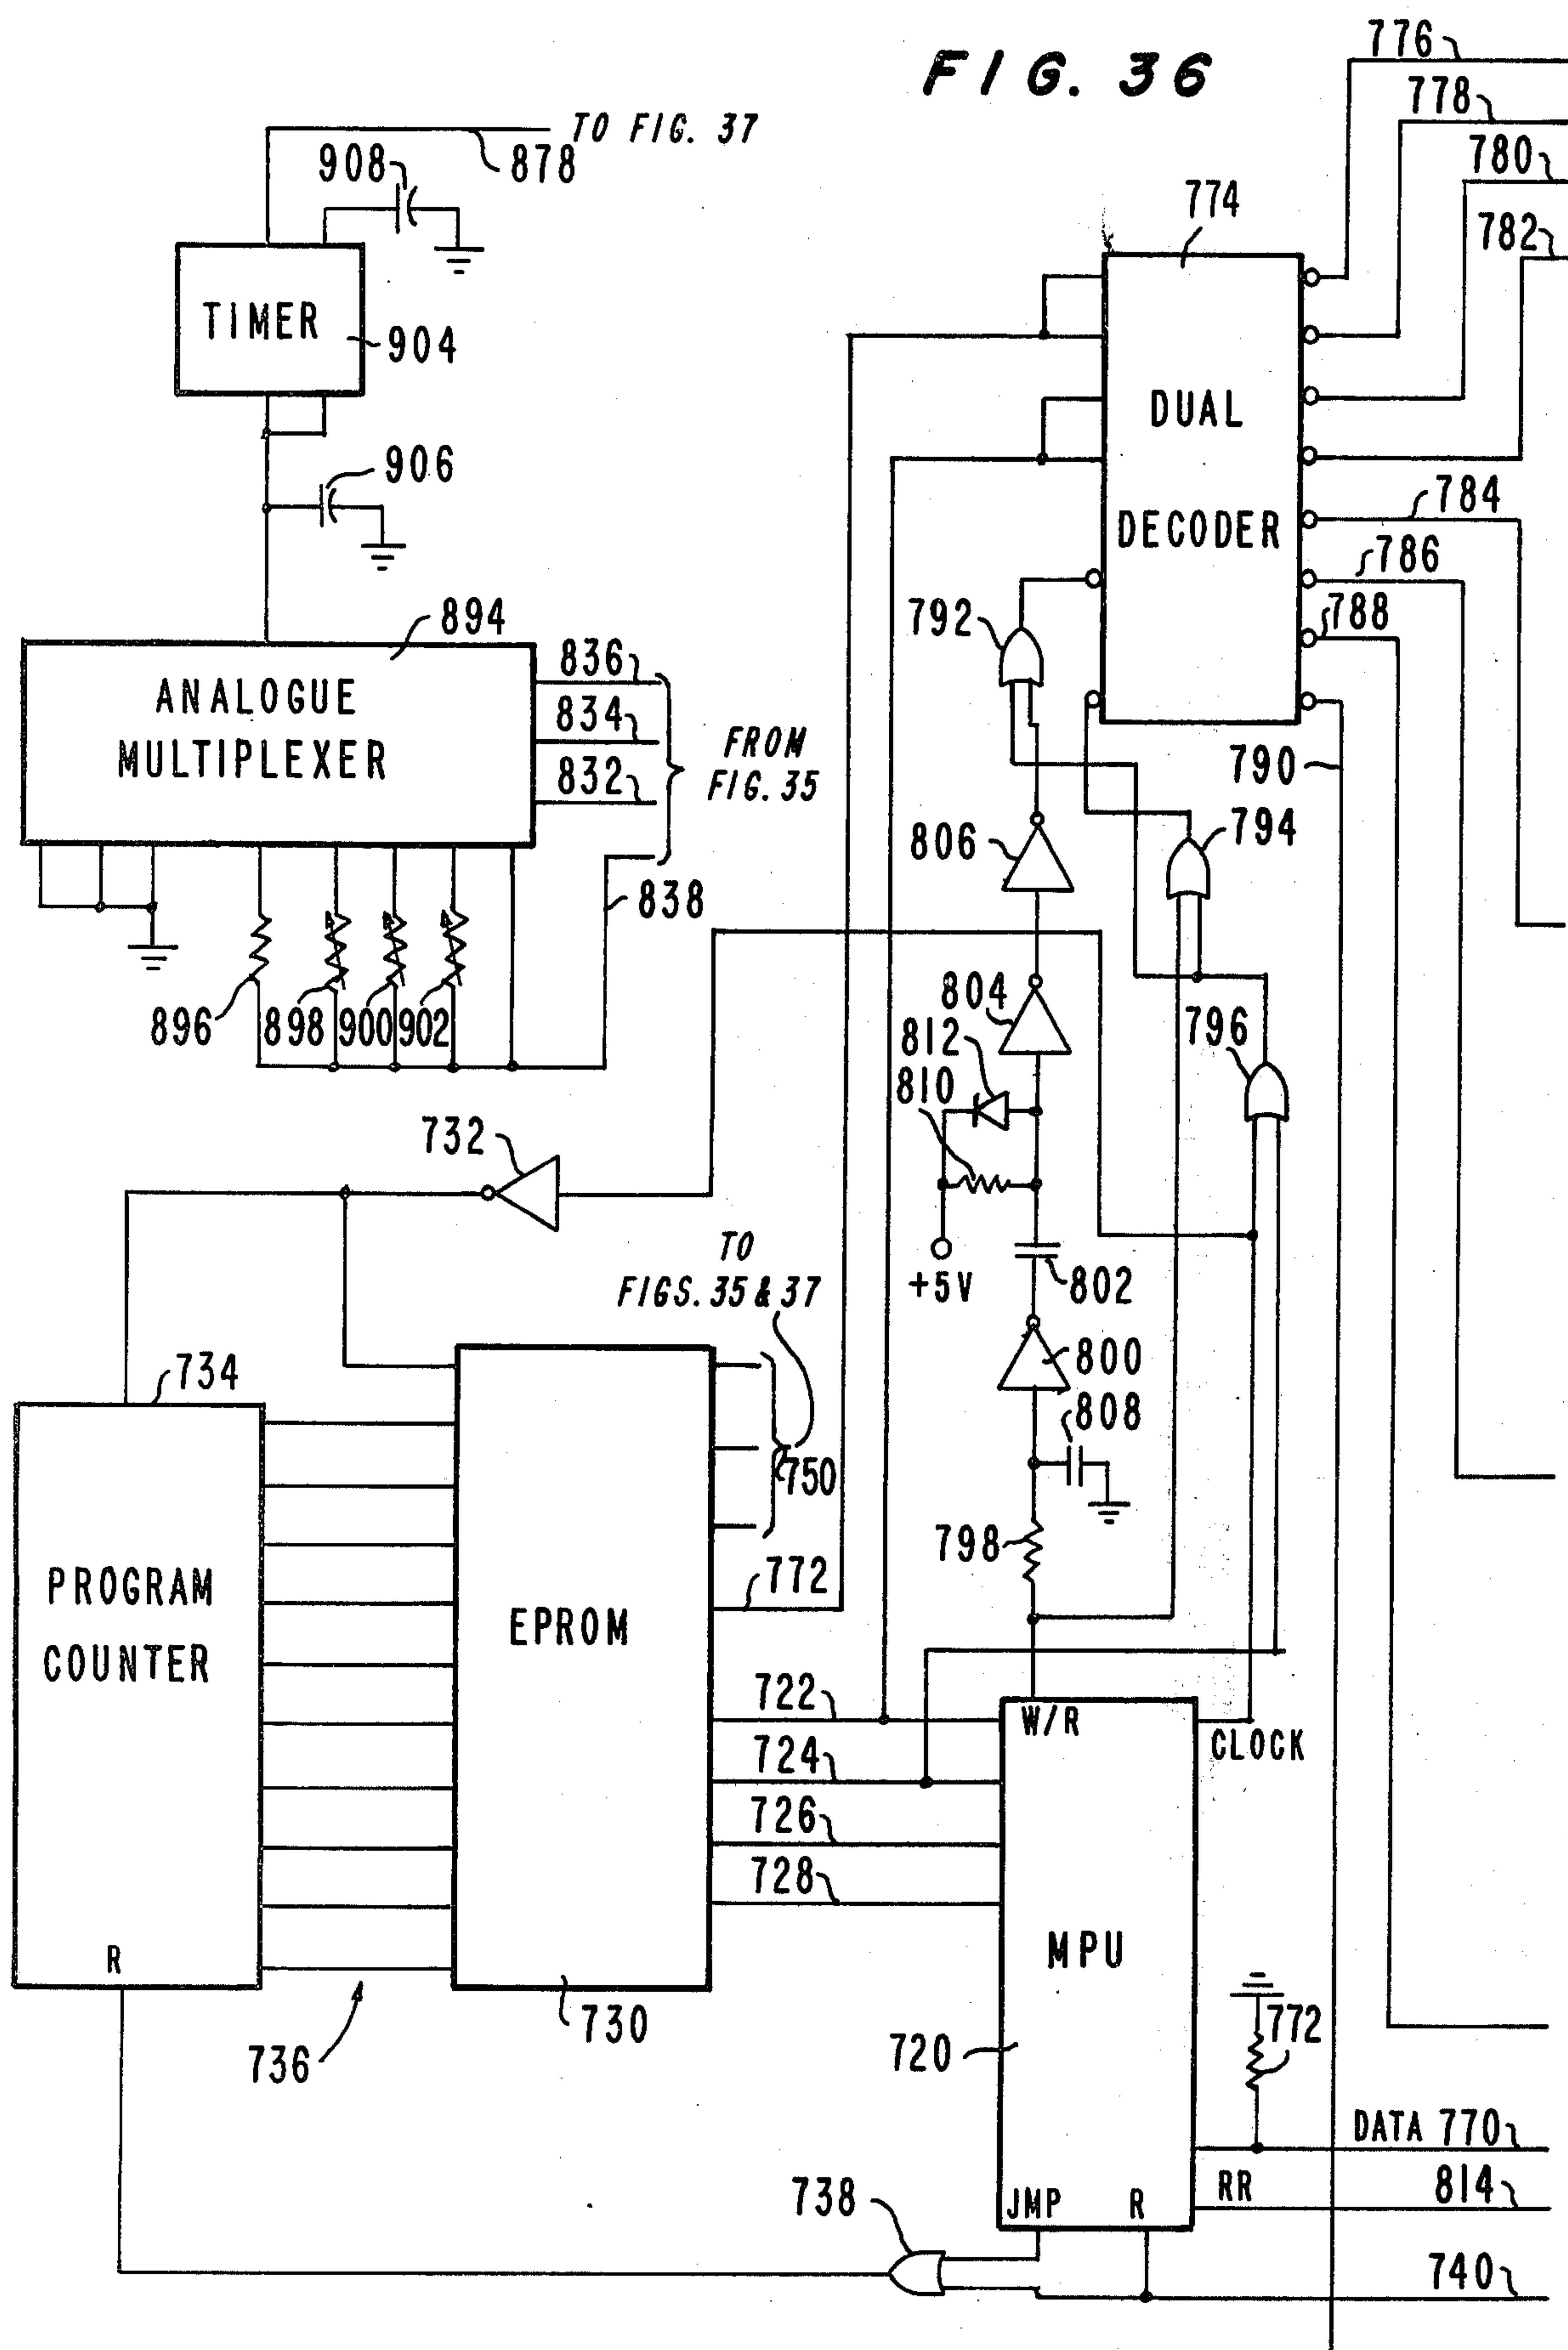 FIG. 36
776
778
780
782
TO FIG. 37
878
908
774
TIMER
904
DUAL
DECODER
906
784
786
788
792
894
836
834
832
ANALOGUE
MULTIPLEXER
FROM
FIG. 35
790
794
806
838
804
812
810
796
896
898
900
902
732
TO
FIGS. 35 & 37
+5V
802
800
808
734
750
798
772
PROGRAM
COUNTER
EPROM
722
724
726
728
W/R
CLOCK
MPU
R
730
736
720
772
DATA 770
RR
814
JMP
R
738
740